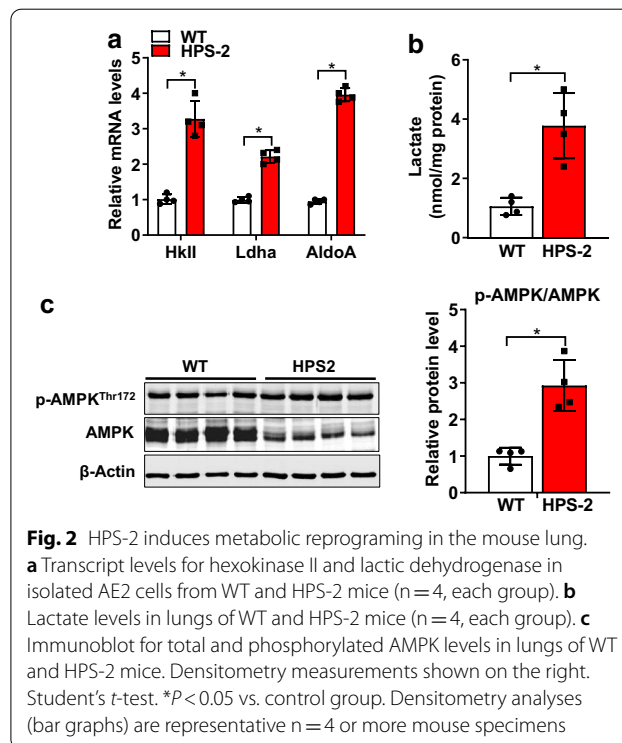 a
WT
HPS-2
Relative mRNA levels
5
4
3
2
1
0
*
*
*
HkII
Ldha
AldoA
b
Lactate
(nmol/mg protein)
6
4
2
0
*
WT
HPS-2
c
WT
HPS2
p-AMPKThr172
AMPK
β-Actin
p-AMPK/AMPK
Relative protein level
5
4
3
2
1
0
*
WT
HPS-2
Fig. 2 HPS-2 induces metabolic reprograming in the mouse lung.
a Transcript levels for hexokinase II and lactic dehydrogenase in
isolated AE2 cells from WT and HPS-2 mice (n = 4, each group). b
Lactate levels in lungs of WT and HPS-2 mice (n = 4, each group). c
Immunoblot for total and phosphorylated AMPK levels in lungs of WT
and HPS-2 mice. Densitometry measurements shown on the right.
Student's t-test. *P < 0.05 vs. control group. Densitometry analyses
(bar graphs) are representative n = 4 or more mouse specimens